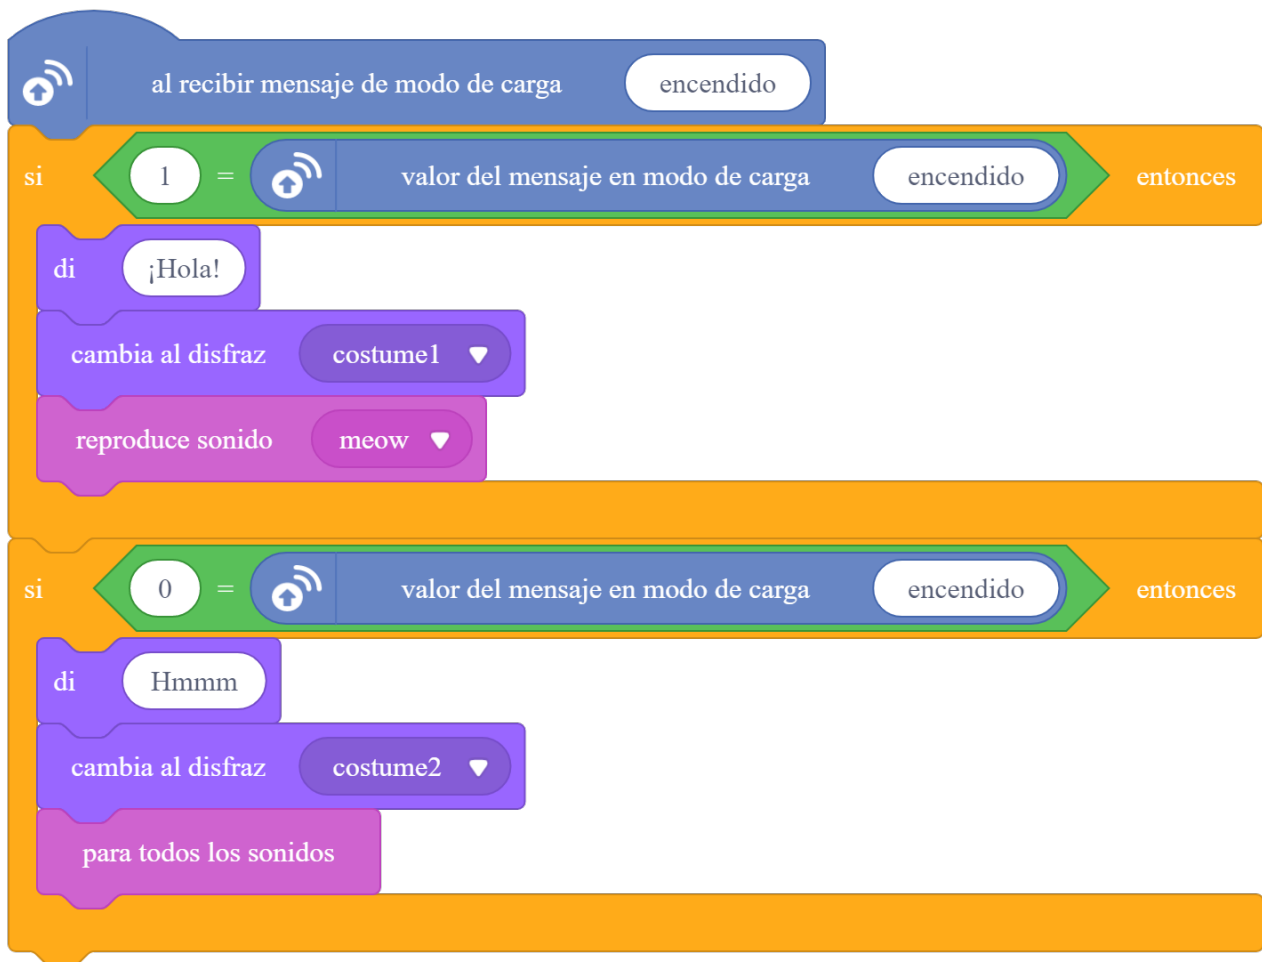 al recibir mensaje de modo de carga encendido
si 1 = valor del mensaje en modo de carga encendido entonces
di ¡Hola!
cambia al disfraz costume1
reproduce sonido meow
si 0 = valor del mensaje en modo de carga encendido entonces
di Hmmm
cambia al disfraz costume2
para todos los sonidos